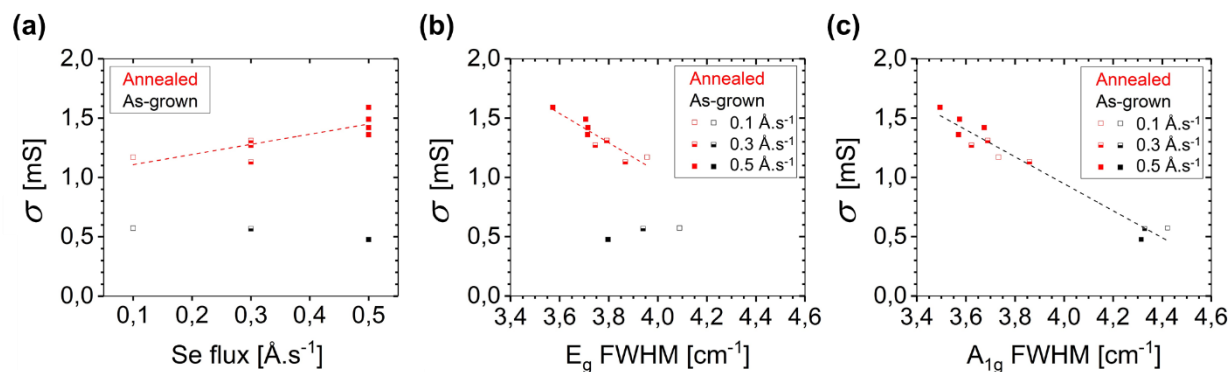 (a)
2,0
1,5
1,0
0,5
0,0
σ [mS]
Annealed
As-grown
0,1 0,2 0,3 0,4 0,5
Se flux [Å.s⁻¹]
(b)
2,0
1,5
1,0
0,5
0,0
σ [mS]
Annealed
As-grown
0.1 Å.s⁻¹
0.3 Å.s⁻¹
0.5 Å.s⁻¹
3,4 3,6 3,8 4,0 4,2 4,4 4,6
Eg FWHM [cm⁻¹]
(c)
2,0
1,5
1,0
0,5
0,0
σ [mS]
Annealed
As-grown
0.1 Å.s⁻¹
0.3 Å.s⁻¹
0.5 Å.s⁻¹
3,4 3,6 3,8 4,0 4,2 4,4 4,6
A1g FWHM [cm⁻¹]